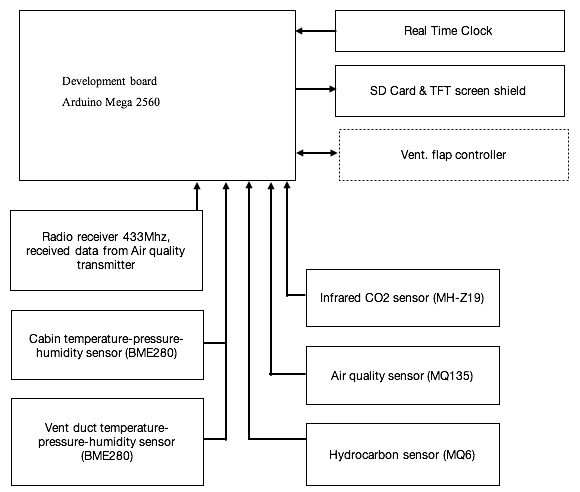 Real Time Clock
Development board
Arduino Mega 2560
SD Card & TFT screen shield
Vent. flap controller
Radio receiver 433Mhz,
received data from Air quality
transmitter
Infrared CO2 sensor (MH-Z19)
Cabin temperature-pressure-
humidity sensor (BME280)
Air quality sensor (MQ135)
Vent duct temperature-
pressure-humidity sensor
(BME280)
Hydrocarbon sensor (MQ6)